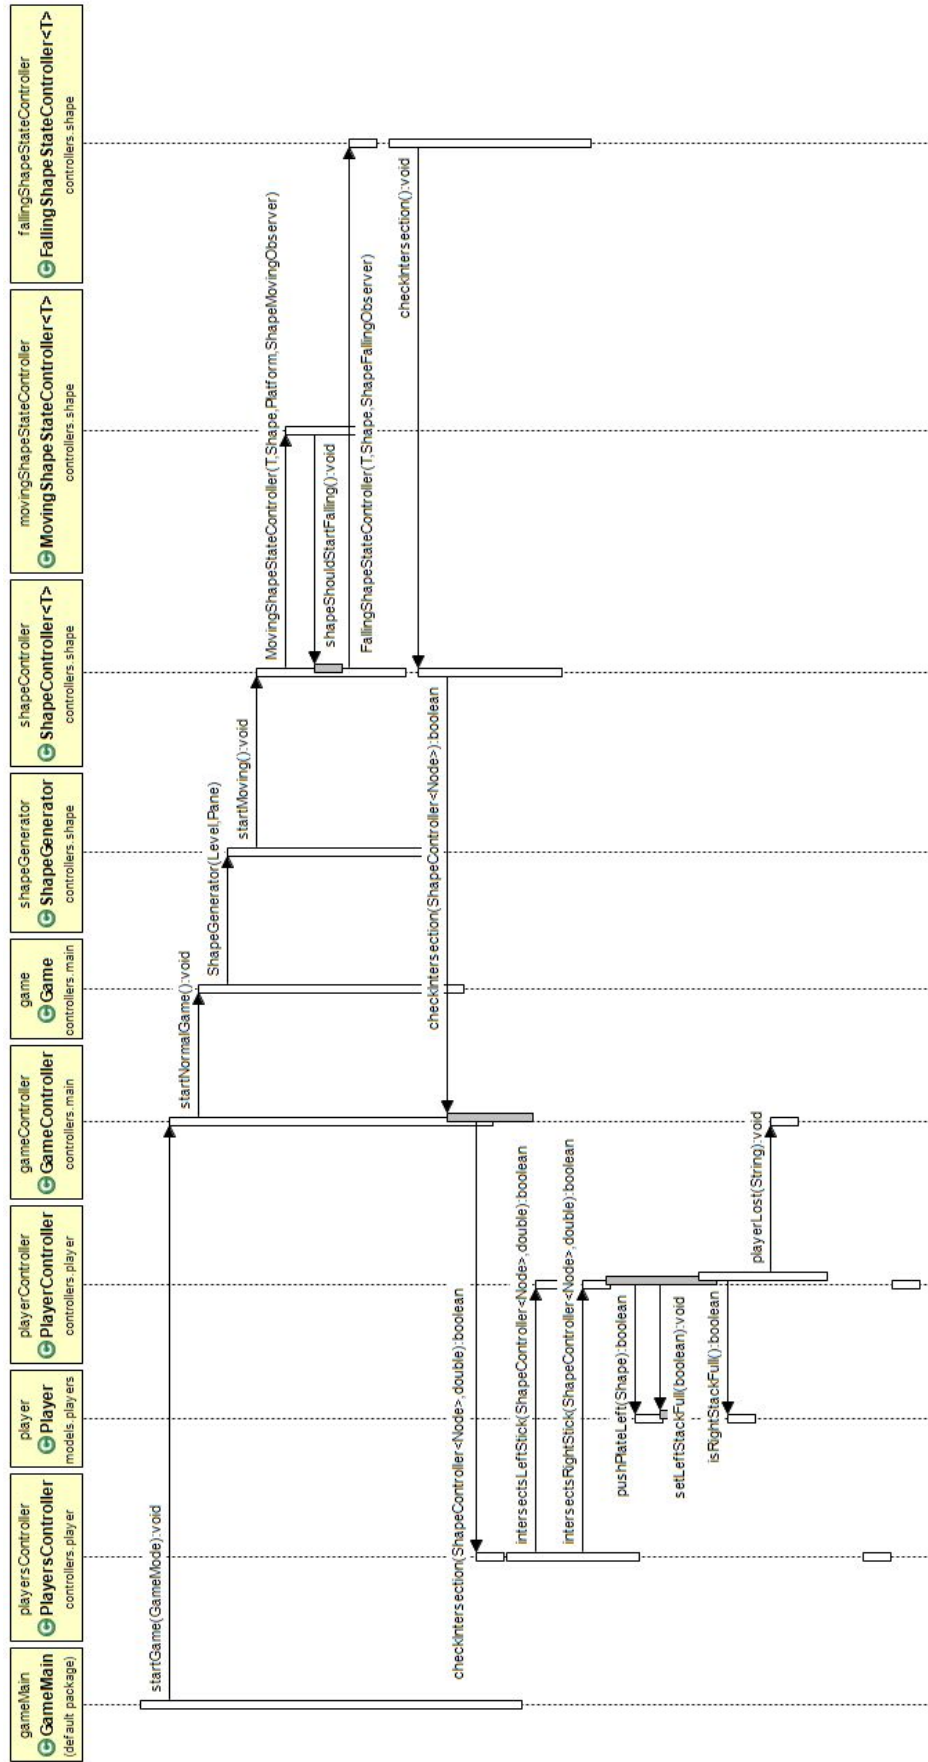 gameMain
GameMain
(default package)
playersController
PlayersController
controllers.player
player
Player
models.players
playerController
PlayerController
controllers.player
gameController
GameController
controllers.main
game
Game
controllers.main
shapeGenerator
ShapeGenerator
controllers.shape
shapeController
ShapeController<T>
controllers.shape
movingShapeStateController
MovingShapeStateController<T>
controllers.shape
fallingShapeStateController
FallingShapeStateController<T>
controllers.shape
startGame(GameMode):void
startNormalGame():void
ShapeGenerator(Level,Pane)
startMoving():void
MovingShapeStateController(T,Shape,Platform,ShapeMovingObserver)
shapeShouldStartFalling():void
FallingShapeStateController(T,Shape,ShapeFallingObserver)
checkIntersection():void
checkIntersection(ShapeController<Node>):boolean
checkIntersection(ShapeController<Node>,double):boolean
intersectsLeftStick(ShapeController<Node>,double):boolean
intersectsRightStick(ShapeController<Node>,double):boolean
pushPlateLeft(Shape):boolean
setLeftStackFull(boolean):void
isRightStackFull():boolean
playerLost(String):void